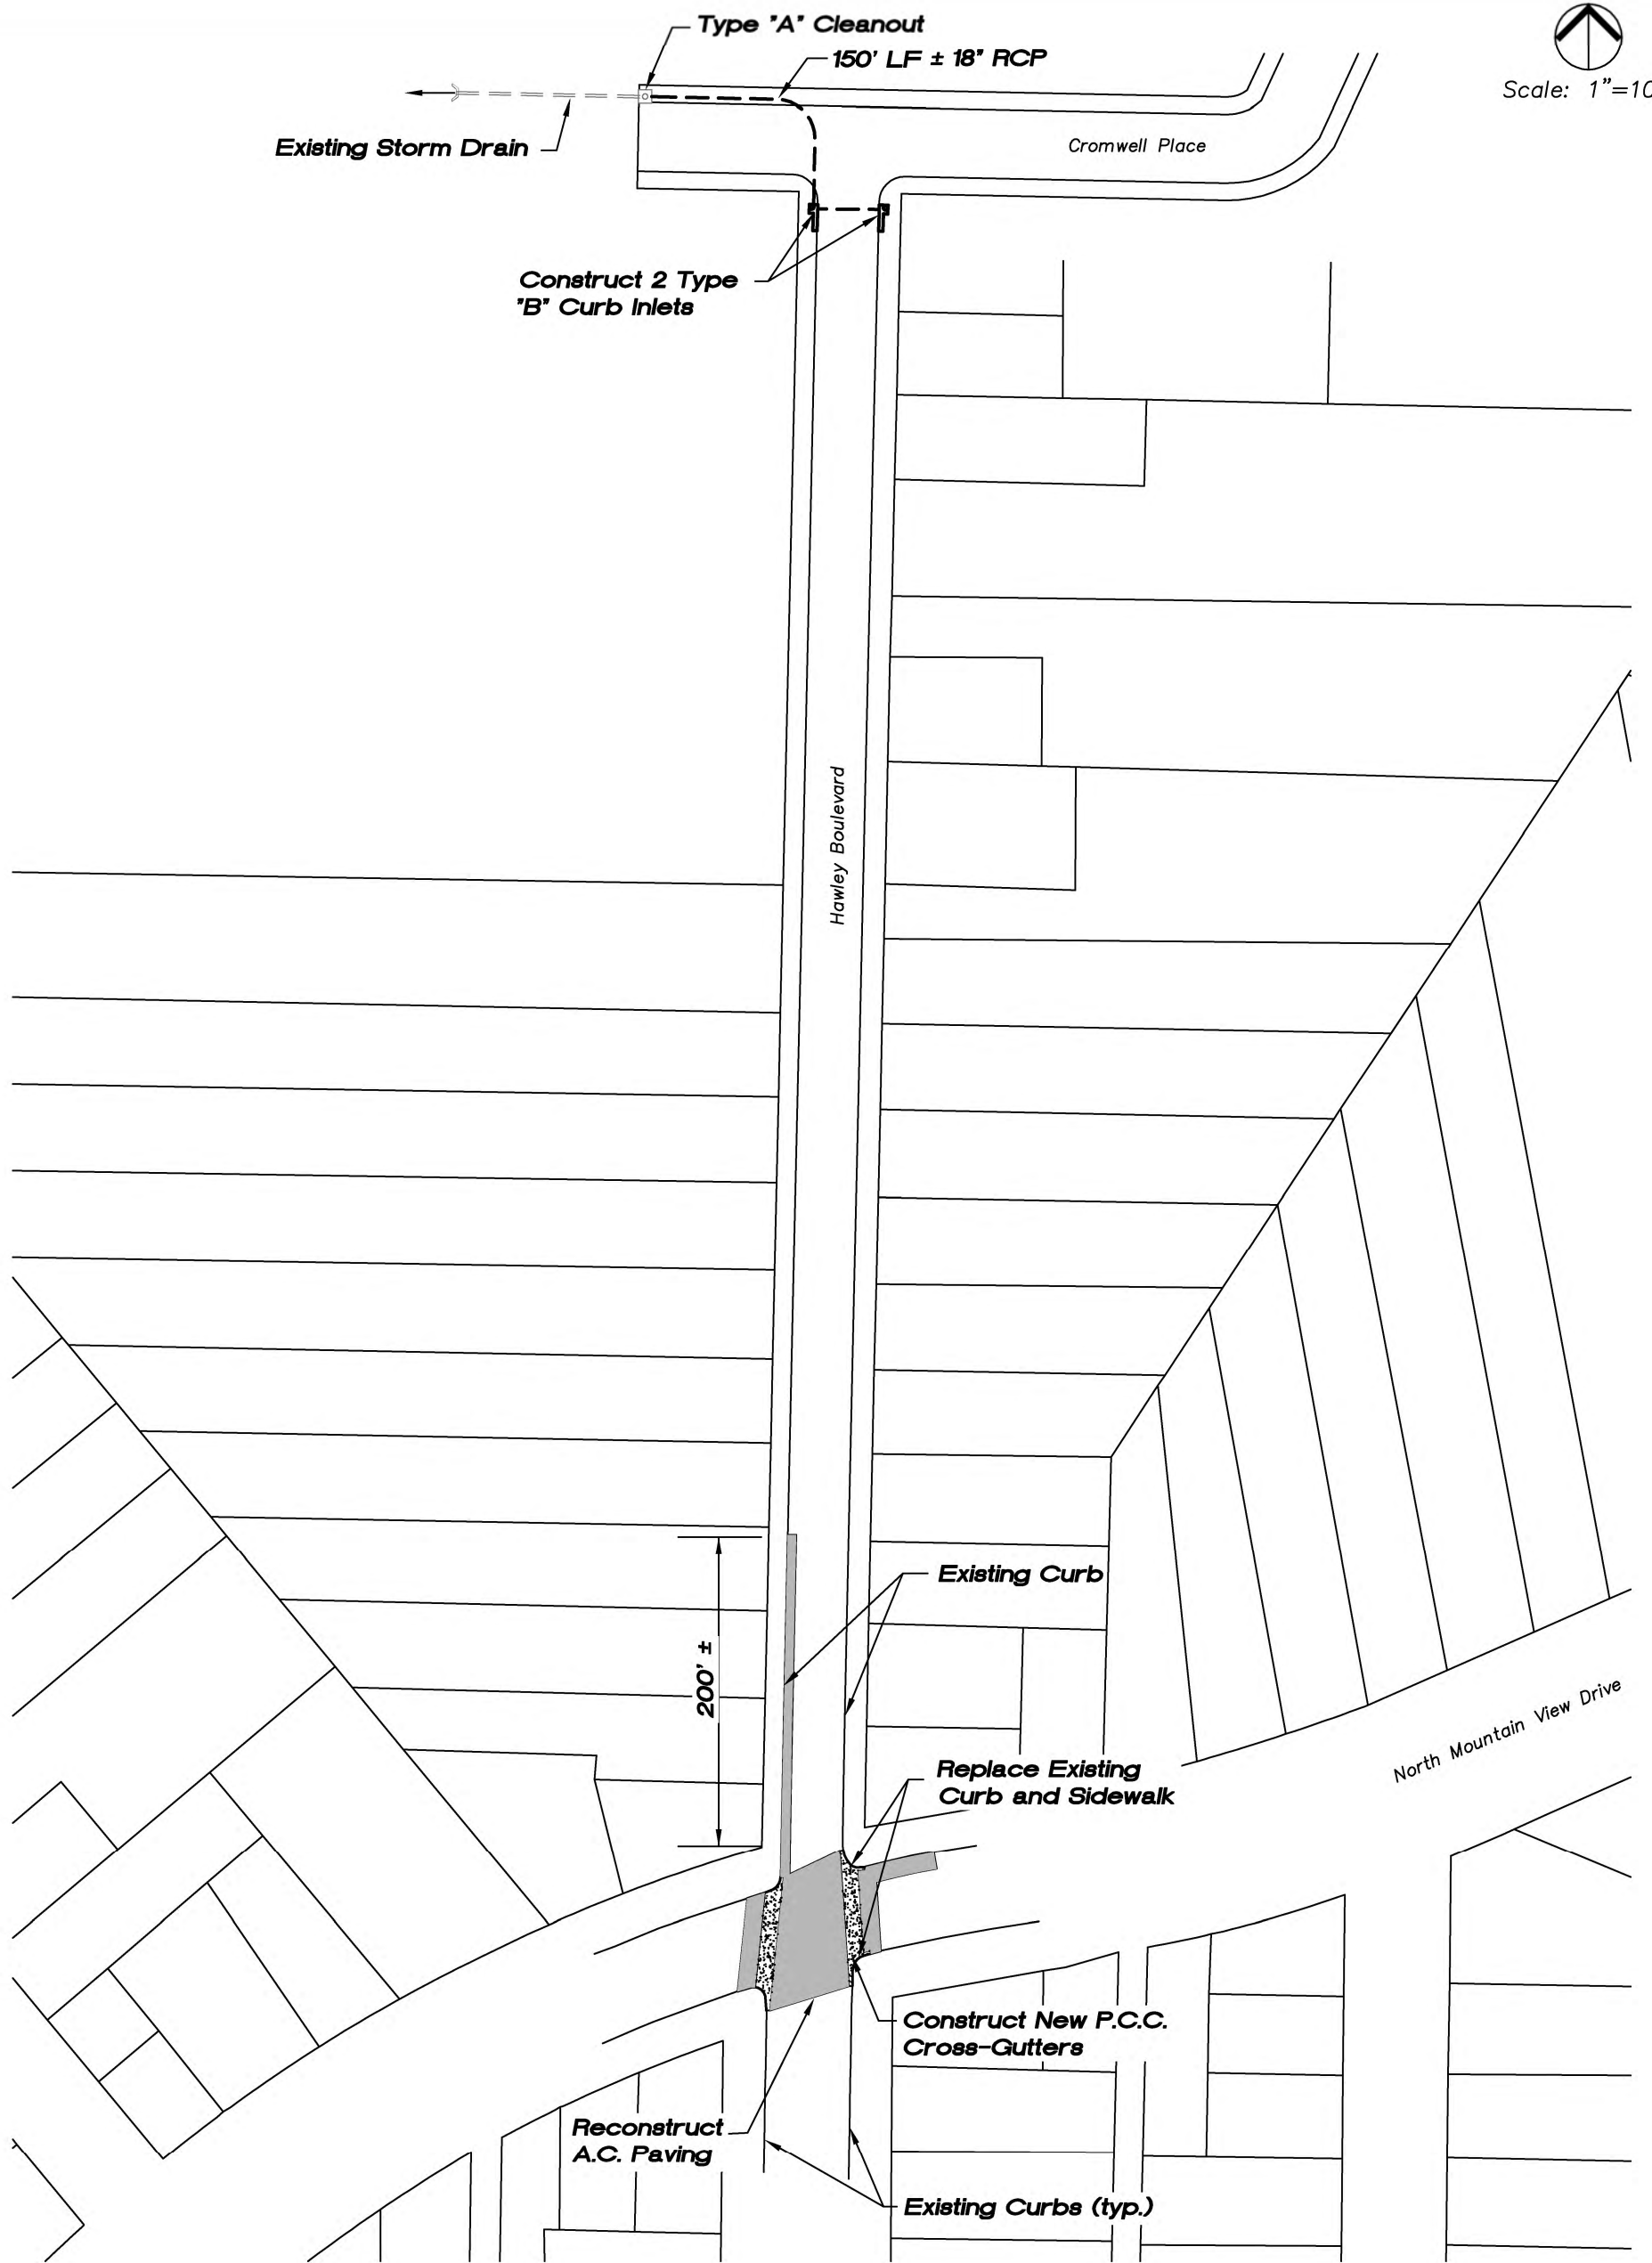 Type "A" Cleanout
150' LF ± 18" RCP
Scale: 1"=10
Existing Storm Drain
Cromwell Place
Construct 2 Type
"B" Curb Inlets
Hawley Boulevard
Existing Curb
200' ±
North Mountain View Drive
Replace Existing
Curb and Sidewalk
Construct New P.C.C.
Cross-Gutters
Reconstruct
A.C. Paving
Existing Curbs (typ.)